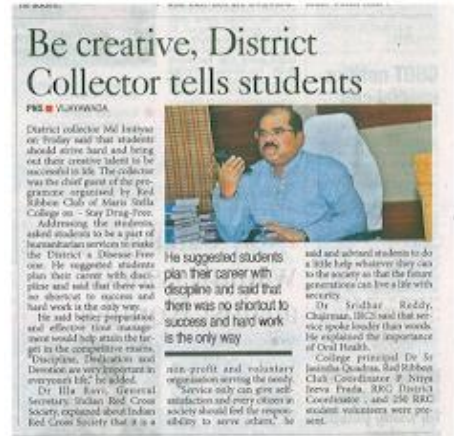 Be creative, District
Collector tells students
PNS ■ VIJAYAWADA
District collector Md Imtiyaz
on Friday said that students
should strive hard and bring
out their creative talent to be
successful in life. The collector
was the chief guest of the pro-
gramme organised by Red
Ribbon Club of Maris Stella
College on - Stay Drug-Free.
Addressing the students,
asked students to be a part of
humanitarian services to make
the District a Disease-Free
one. He suggested students
plan their career with disci-
pline and said that there was
no shortcut to success and
hard work is the only way.
He said better preparation
and effective time manage-
ment would help attain the tar-
get in the competitive exams.
"Discipline, Dedication and
Devotion are very important in
everyone's life," he added.
Dr Illa Ravi, General
Secretary, Indian Red Cross
Society, explained about Indian
Red Cross Society that it is a
He suggested students
plan their career with
discipline and said that
there was no shortcut to
success and hard work
is the only way
non-profit and voluntary
organisation serving the needy.
"Service only can give self-
satisfaction and every citizen in
society should feel the respon-
sibility to serve others," he
said and advised students to do
a little help whatever they can
to the society so that the future
generations can live a life with
security.
Dr Sridhar Reddy,
Chairman, IRCS said that ser-
vice spoke louder than words.
He explained the importance
of Oral Health.
College principal Dr Sr
Jasintha Quadras, Red Ribbon
Club Coordinator P Nitya
Preva Prada, RRC District
Coordinator, and 250 RRC
student volunteers were pre-
sent.